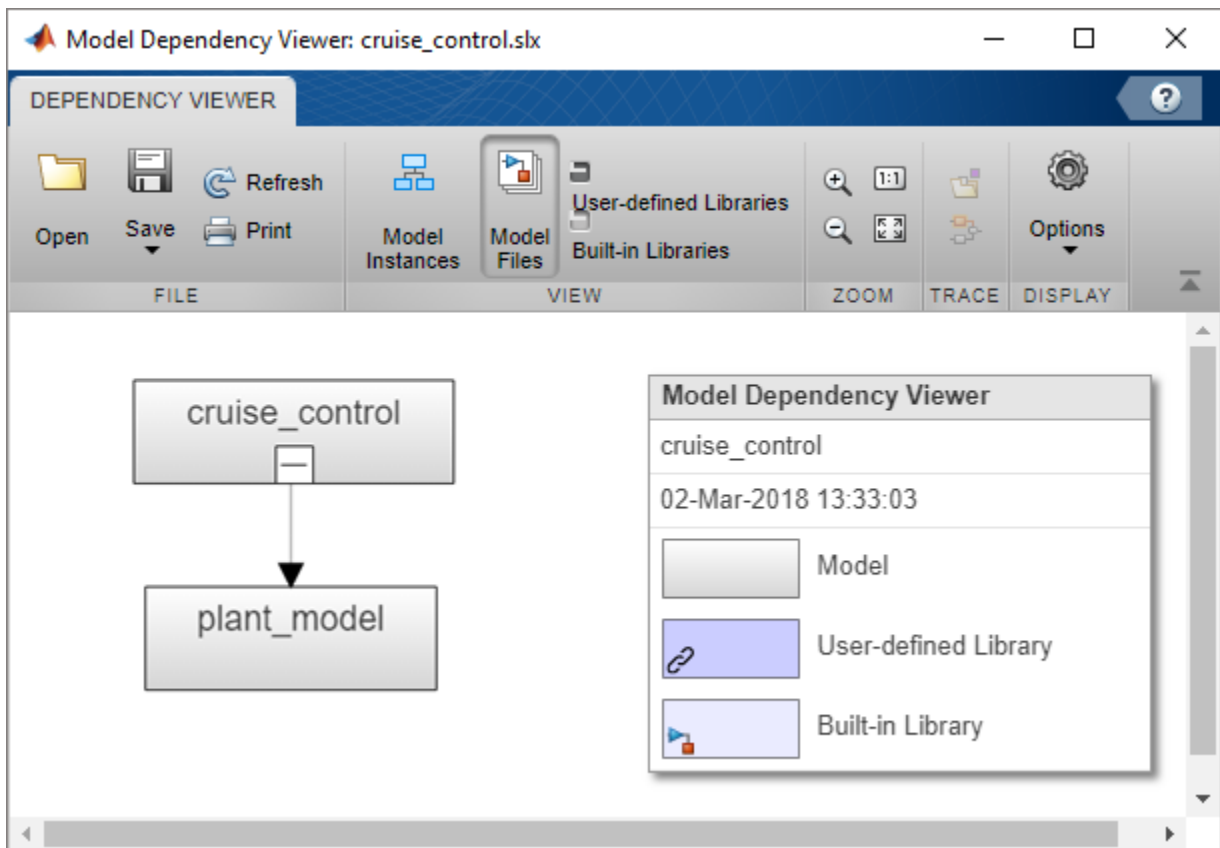 Model Dependency Viewer: cruise_control.slx
DEPENDENCY VIEWER
?
Open
Save
Refresh
Print
FILE
Model
Instances
Model
Files
User-defined Libraries
Built-in Libraries
VIEW
1:1
ZOOM
TRACE
Options
DISPLAY
cruise_control
plant_model
Model Dependency Viewer
cruise_control
02-Mar-2018 13:33:03
Model
User-defined Library
Built-in Library